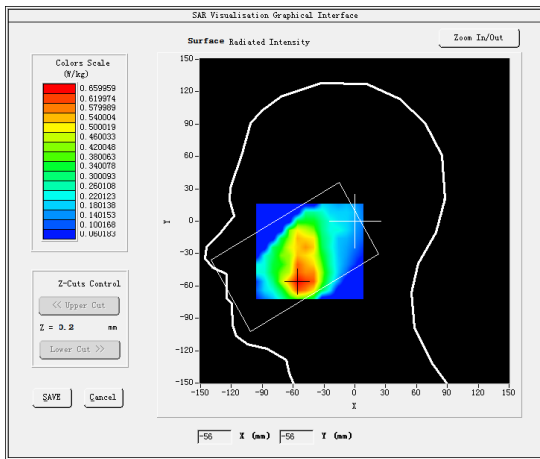 SAR Visualisation Graphical Interface
Surface Radiated Intensity
Zoom In/Out
Colors Scale
(W/kg)
0.659959
0.619974
0.579989
0.540004
0.500019
0.460033
0.420048
0.380063
0.340078
0.300093
0.260108
0.220123
0.180138
0.140153
0.100168
0.060183
Z-Cuts Control
<< Upper Cut
Z = 0.2 mm
Lower Cut >>
SAVE
Cancel
150
120
90
60
30
0
-30
-60
-90
-120
-150
Y
-150 -120 -90 -60 -30 0 30 60 90 120 150
X
-56 X (mm) -56 Y (mm)